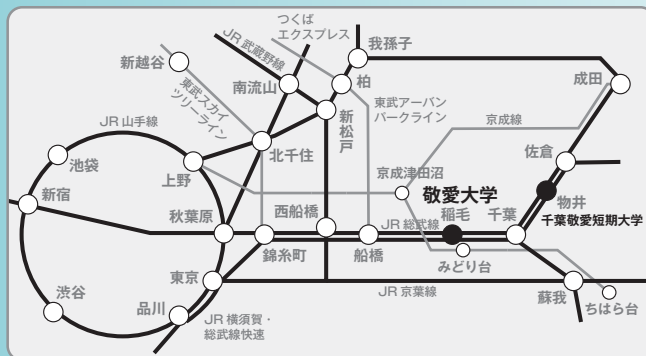 つくば
エクスプレス
JR 武蔵野線
我孫子
新越谷
東武スカイ
ツリーライン
南流山
柏
成田
新松戸
東武アーバン
パークライン
京成線
JR 山手線
池袋
上野
北千住
佐倉
京成津田沼
敬愛大学
新宿
秋葉原
西船橋
JR 総武線
稲毛
千葉
物井
千葉敬愛短期大学
錦糸町
船橋
みどり台
東京
JR 京葉線
蘇我
ちはら台
渋谷
品川
JR 横須賀・
総武線快速